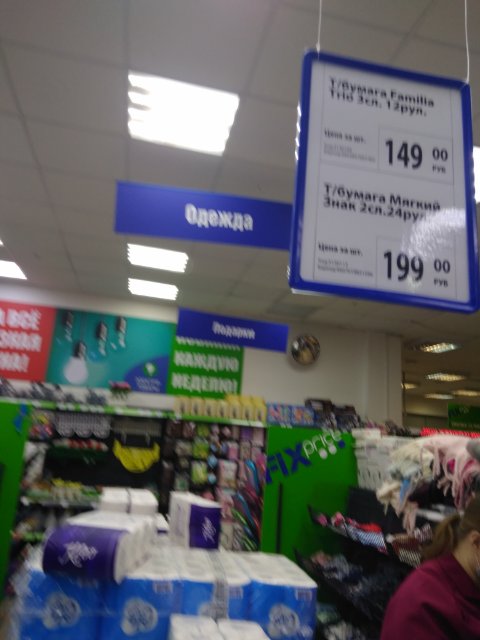 Т/бумага Familia
Trio 3сл. 12рул.
Цена за шт.
149 00
РУБ
Т/бумага Мягкий
Знак 2сл.24рул
Цена за шт.
199 00
РУБ
Одежда
Подарки
А ВСЁ
КАЖДУЮ
НЕДЕЛЮ!
FIX price